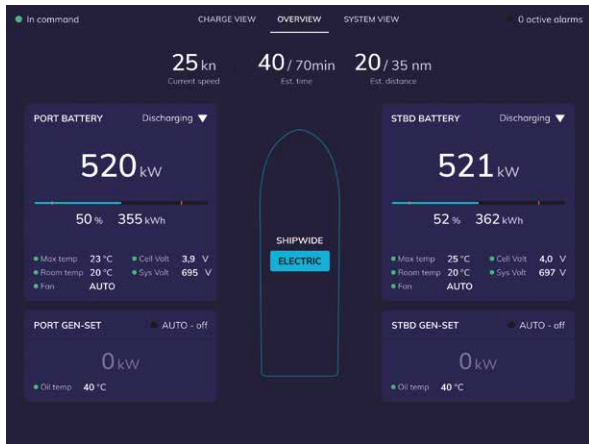 In command
CHARGE VIEW
OVERVIEW
SYSTEM VIEW
0 active alarms
25 kn
Current speed
40 / 70min
Est. time
20 / 35 nm
Est. distance
PORT BATTERY
Discharging
520 kW
50 % 355 kWh
Max temp 23 °C
Cell Volt 3,9 V
Room temp 20 °C
Sys Volt 695 V
Fan AUTO
SHIPWIDE
ELECTRIC
STBD BATTERY
Discharging
521 kW
52 % 362 kWh
Max temp 25 °C
Cell Volt 4,0 V
Room temp 20 °C
Sys Volt 697 V
Fan AUTO
PORT GEN-SET
AUTO - off
0 kW
Oil temp 40 °C
STBD GEN-SET
AUTO - off
0 kW
Oil temp 40 °C